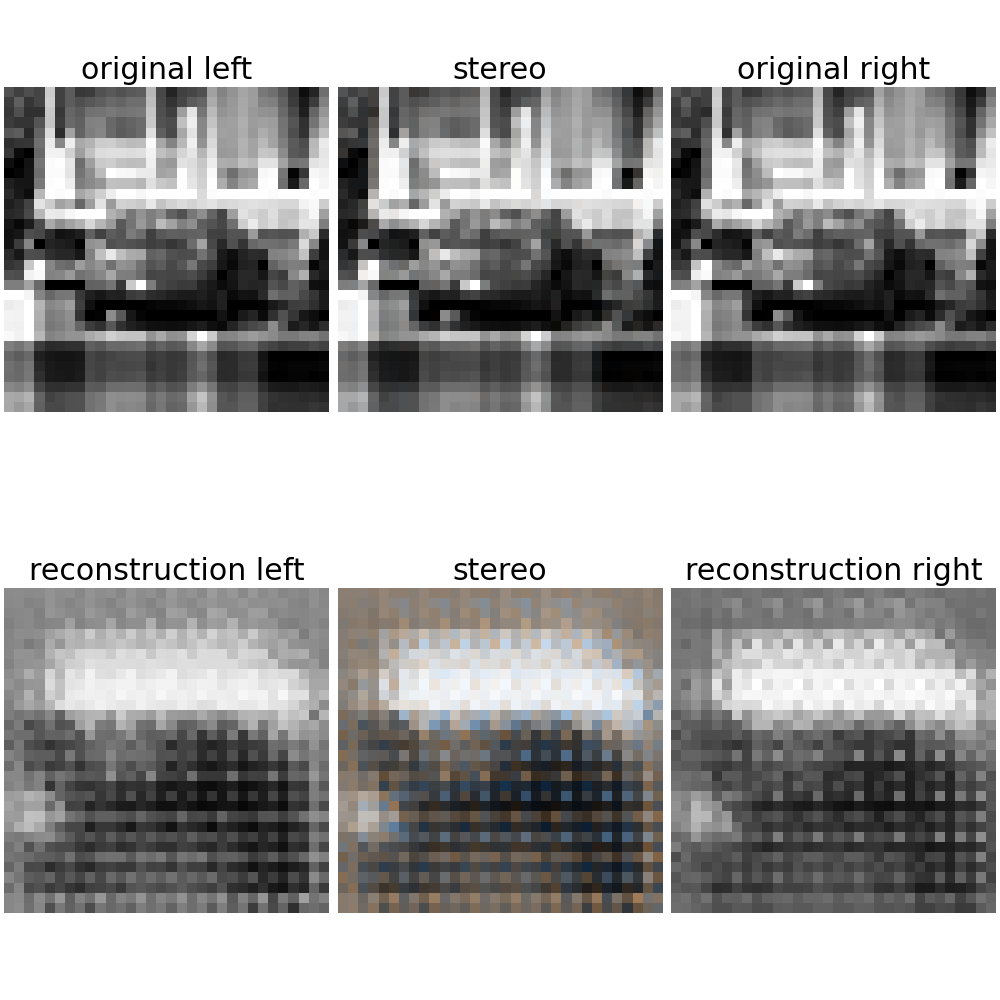 original left
stereo
original right
reconstruction left
stereo
reconstruction right